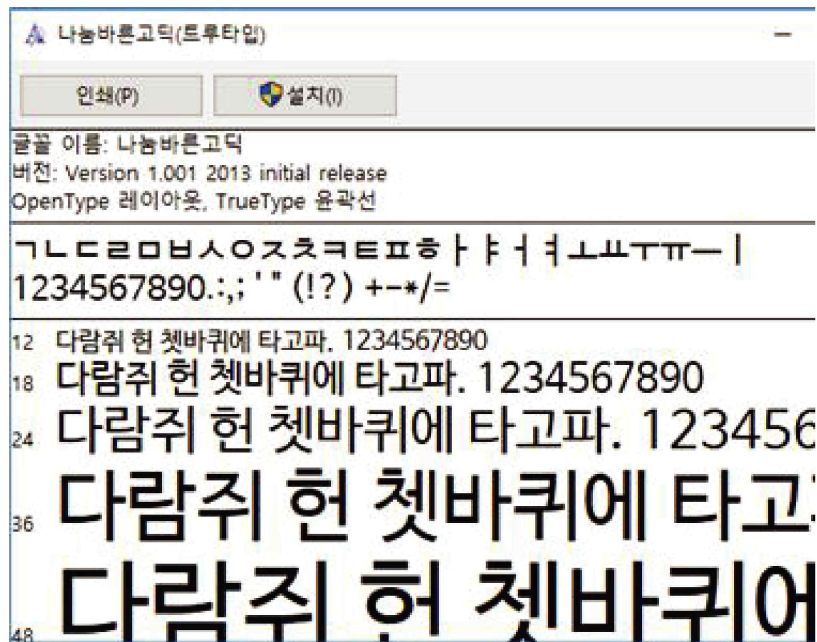 나눔바른고딕(트루타입)
인쇄(P) 설치(I)
글꼴 이름: 나눔바른고딕
버전: Version 1.001 2013 initial release
OpenType 레이아웃, TrueType 윤곽선
ㄱㄴㄷㄹㅁㅂㅅㅇㅈㅊㅋㅌㅍㅎㅏㅑㅓㅕㅗㅛㅜㅠㅡㅣ
1234567890.:,; ' " (!?) +-*/=
12 다람쥐 헌 쳇바퀴에 타고파. 1234567890
18 다람쥐 헌 쳇바퀴에 타고파. 1234567890
24 다람쥐 헌 쳇바퀴에 타고파. 123456
36 다람쥐 헌 쳇바퀴에 타고
48 다람쥐 헌 쳇바퀴에